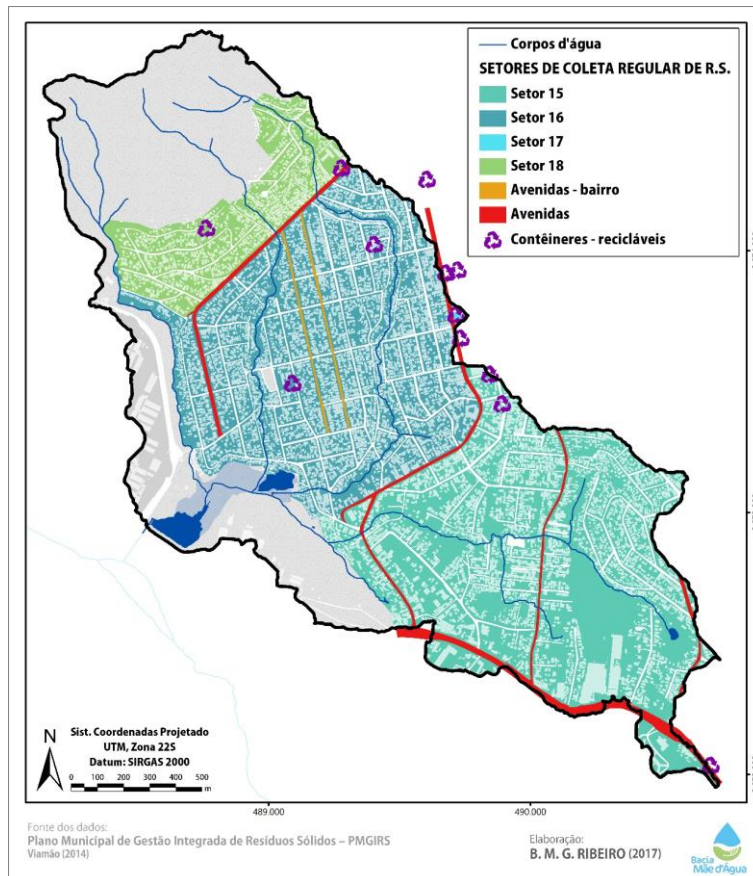 Corpos d'água
SETORES DE COLETA REGULAR DE R.S.
Setor 15
Setor 16
Setor 17
Setor 18
Avenidas - bairro
Avenidas
Contêineres - recicláveis
N
Sist. Coordenadas Projetado
UTM, Zona 22S
Datum: SIRGAS 2000
0 100 200 300 400 500
m
489.000 490.000
Fonte dos dados:
Plano Municipal de Gestão Integrada de Resíduos Sólidos – PMGIRS
Viamão (2014)
Elaboração:
B. M. G. RIBEIRO (2017)
Bacia
Mãe d'Água